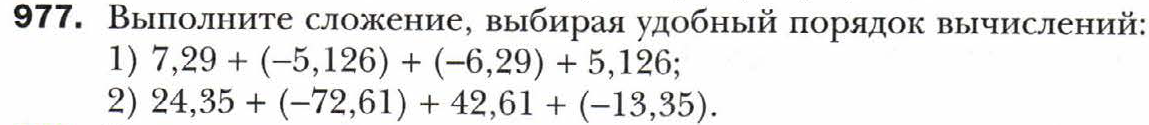 977. Выполните сложение, выбирая удобный порядок вычислений:
1) 7,29 + (–5,126) + (–6,29) + 5,126;
2) 24,35 + (–72,61) + 42,61 + (–13,35).